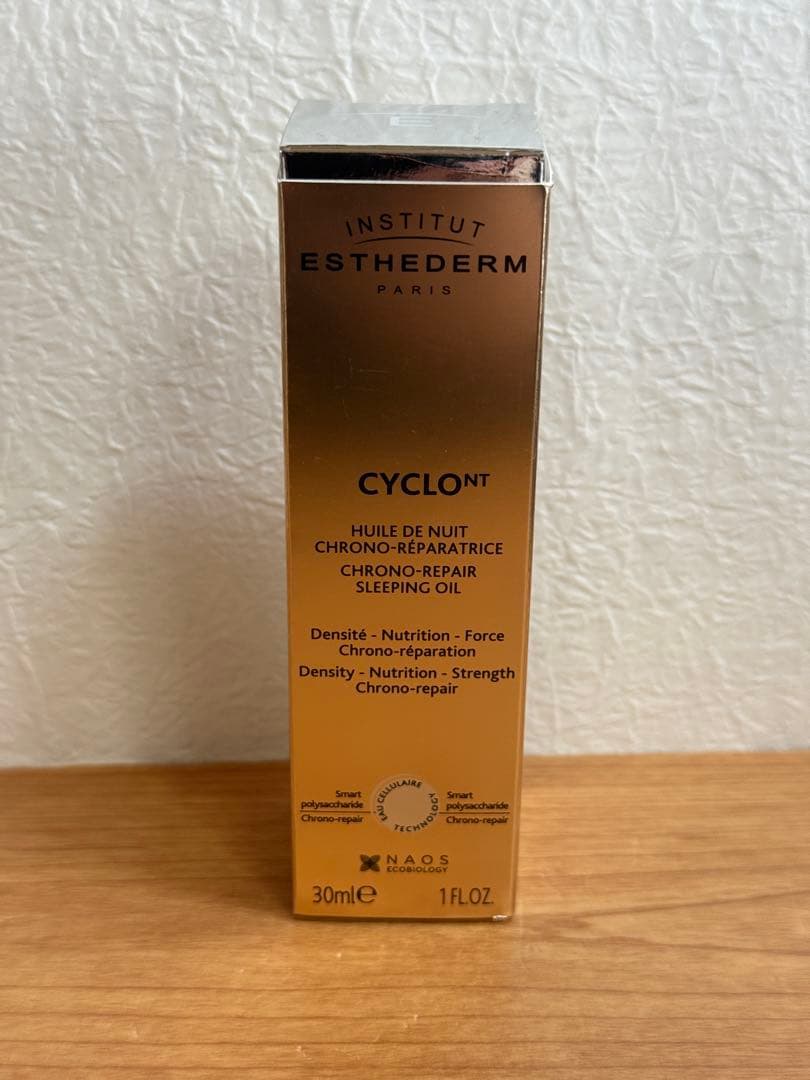 INSTITUT
ESTHEDERM
PARIS
CYCLONT
HUILE DE NUIT
CHRONO-RÉPARATRICE
CHRONO-REPAIR
SLEEPING OIL
Densité - Nutrition - Force
Chrono-réparation
Density - Nutrition - Strength
Chrono-repair
Smart
polysaccharide
Chrono-repair
EAU CELLULAIRE
TECHNOLOGY
Smart
polysaccharide
Chrono-repair
NAOS
ECOBIOLOGY
30ml℮
1 FL.OZ.